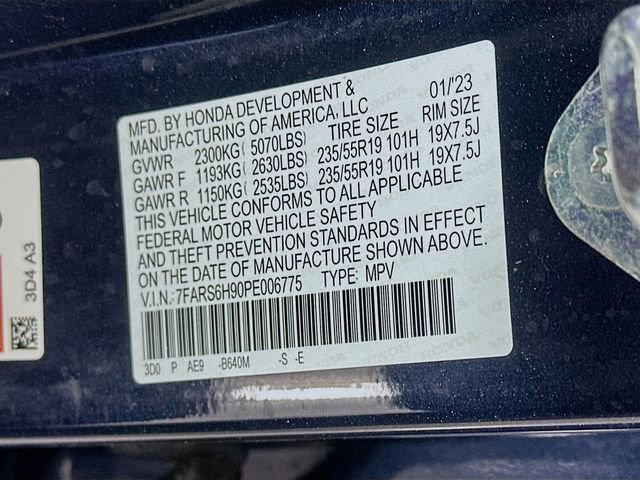 MFD. BY HONDA DEVELOPMENT & 01/'23
MANUFACTURING OF AMERICA, LLC
GVWR 2300KG( 5070LBS) TIRE SIZE RIM SIZE
GAWR F 1193KG( 2630LBS) 235/55R19 101H 19X7.5J
GAWR R 1150KG( 2535LBS) 235/55R19 101H 19X7.5J
THIS VEHICLE CONFORMS TO ALL APPLICABLE
FEDERAL MOTOR VEHICLE SAFETY
AND THEFT PREVENTION STANDARDS IN EFFECT
ON THE DATE OF MANUFACTURE SHOWN ABOVE.
V.I.N.:7FARS6H90PE006775 TYPE: MPV
3D0 P AE9 -B640M -S -E
3D4 A3